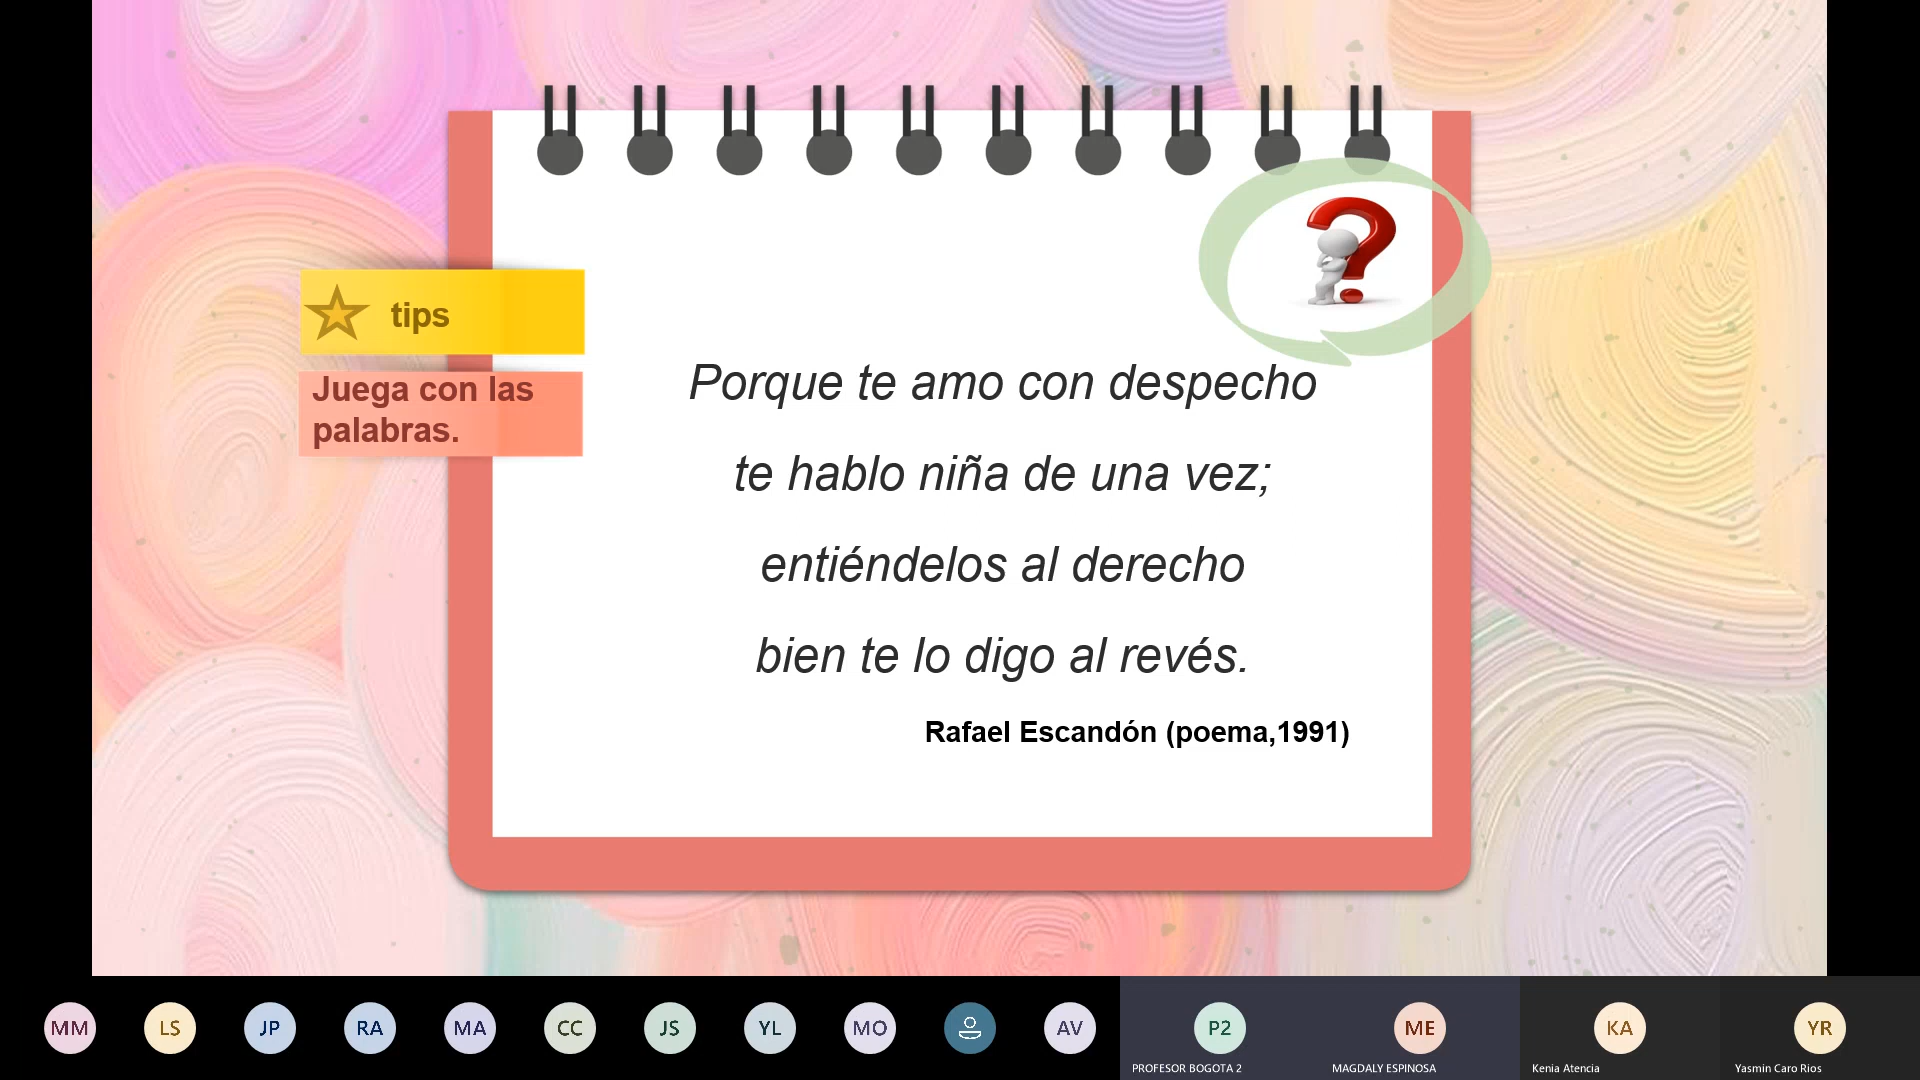 tips
Juega con las
palabras.
Porque te amo con despecho
te hablo niña de una vez;
entiéndelos al derecho
bien te lo digo al revés.
Rafael Escandón (poema,1991)
MM
LS
JP
RA
MA
CC
JS
YL
MO
AV
P2
ME
KA
YR
PROFESOR BOGOTA 2
MAGDALY ESPINOSA
Kenia Atencia
Yasmin Caro Rios